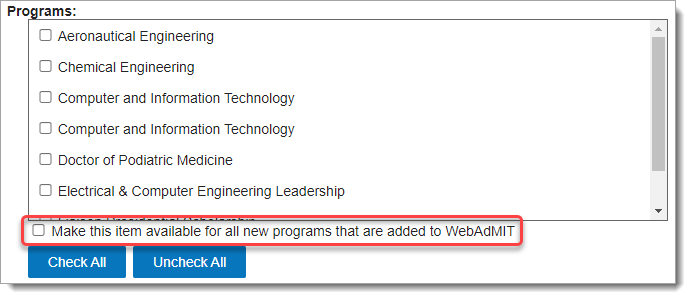 Programs:
Aeronautical Engineering
Chemical Engineering
Computer and Information Technology
Computer and Information Technology
Doctor of Podiatric Medicine
Electrical & Computer Engineering Leadership
Make this item available for all new programs that are added to WebAdMIT
Check All
Uncheck All